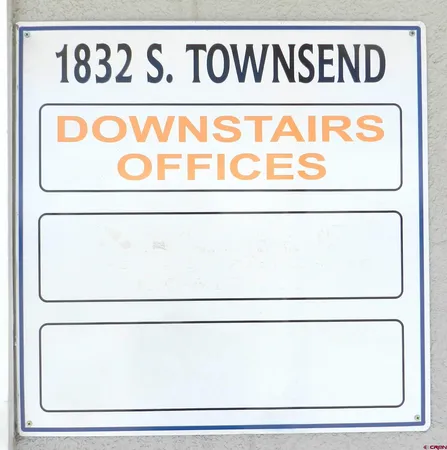 1832 S. TOWNSEND
DOWNSTAIRS
OFFICES